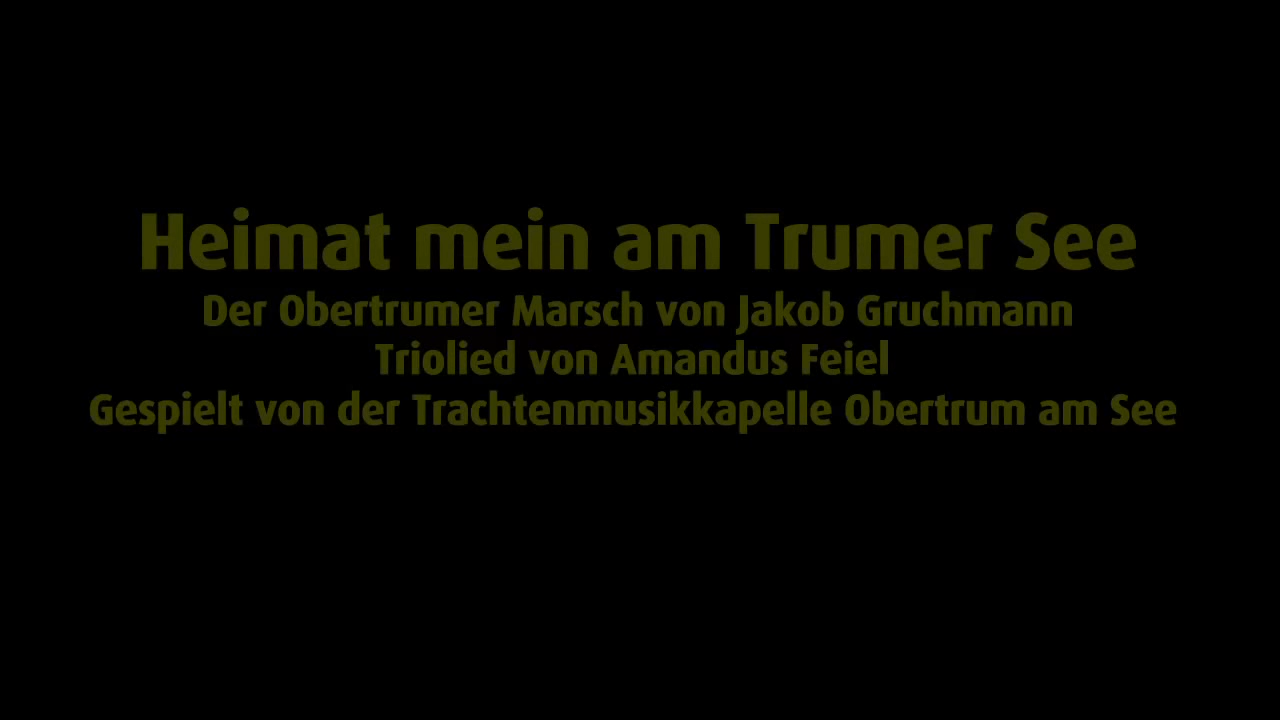 Heimat mein am Trumer See
Der Obertrumer Marsch von Jakob Gruchmann
Triolied von Amandus Feiel
Gespielt von der Trachtenmusikkapelle Obertrum am See